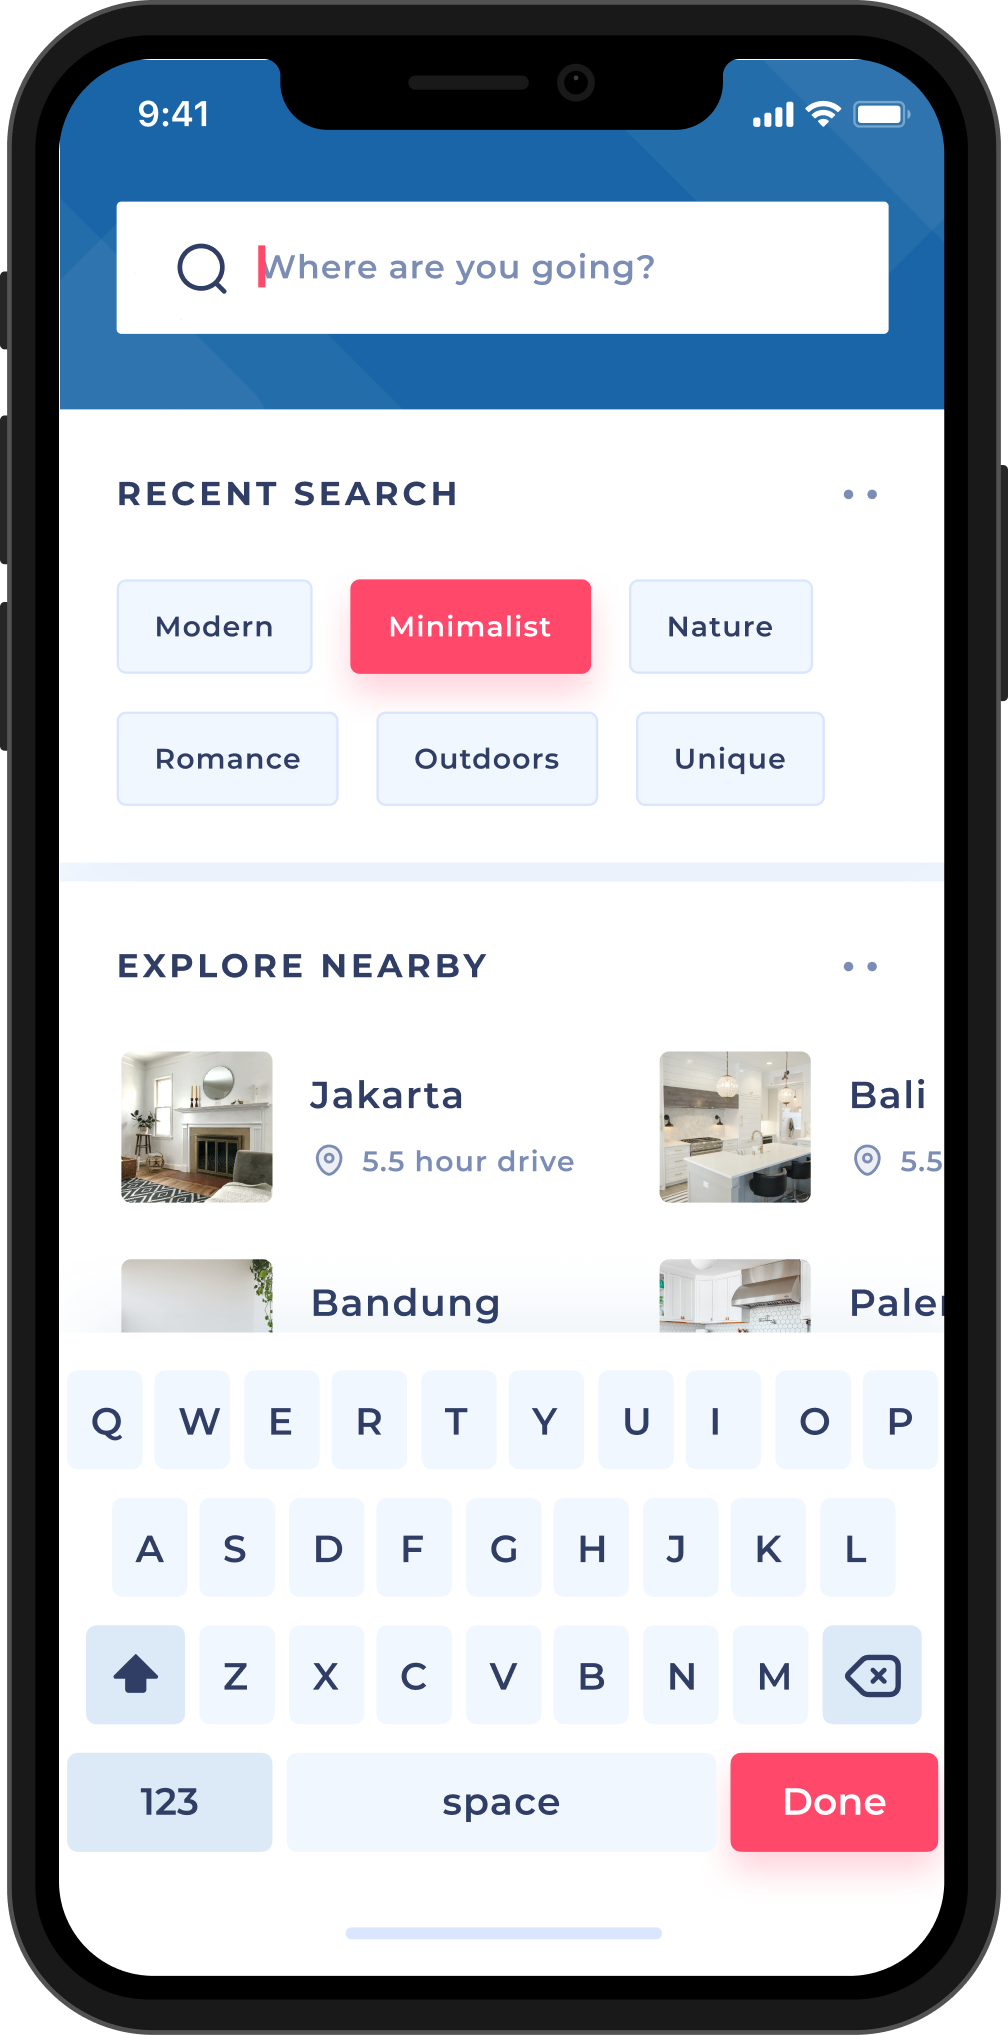 9:41
Where are you going?
RECENT SEARCH
Modern Minimalist Nature
Romance Outdoors Unique
EXPLORE NEARBY
Jakarta Bali
5.5 hour drive 5.5
Bandung Paler
Q W E R T Y U I O P
A S D F G H J K L
Z X C V B N M
123 space Done